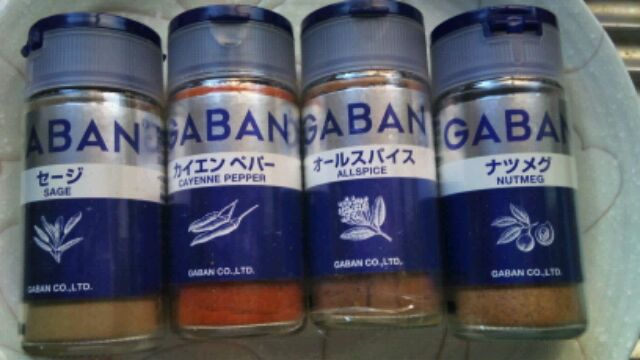 GABAN
セージ
SAGE
GABAN CO.,LTD.
GABAN
カイエンペパー
CAYENNE PEPPER
GABAN CO.,LTD.
GABAN
オールスパイス
ALLSPICE
GABAN CO.,LTD.
GABAN
ナツメグ
NUTMEG
GABAN CO.,LTD.